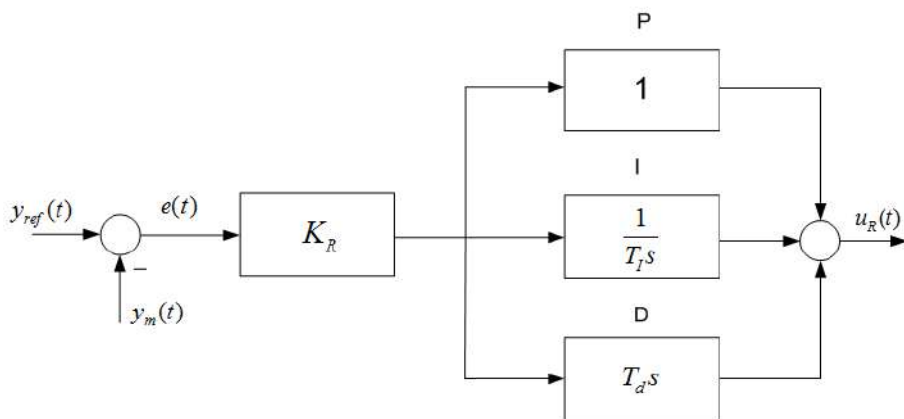 P
1
I
y_ref(t)
e(t)
K_R
1
T_I s
u_R(t)
−
y_m(t)
D
T_d s